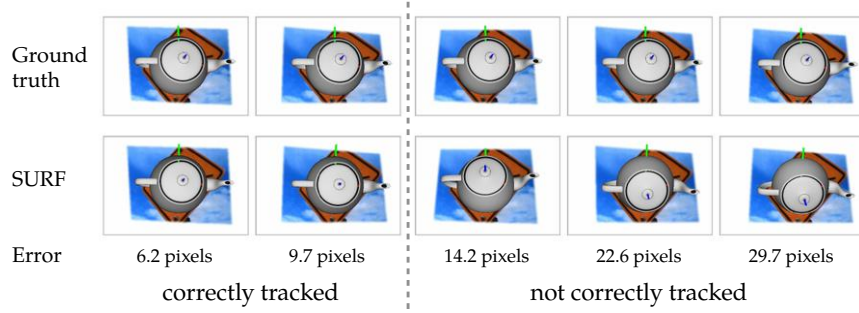 Ground
truth
SURF
Error
6.2 pixels
9.7 pixels
14.2 pixels
22.6 pixels
29.7 pixels
correctly tracked
not correctly tracked